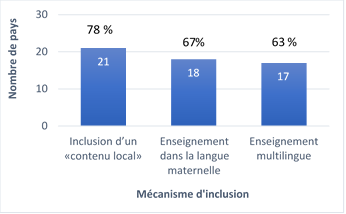 Nombre de pays
30
20
10
0
78 %
67%
63 %
21
18
17
Inclusion d'un
«contenu local»
Enseignement
dans la langue
maternelle
Enseignement
multilingue
Mécanisme d'inclusion